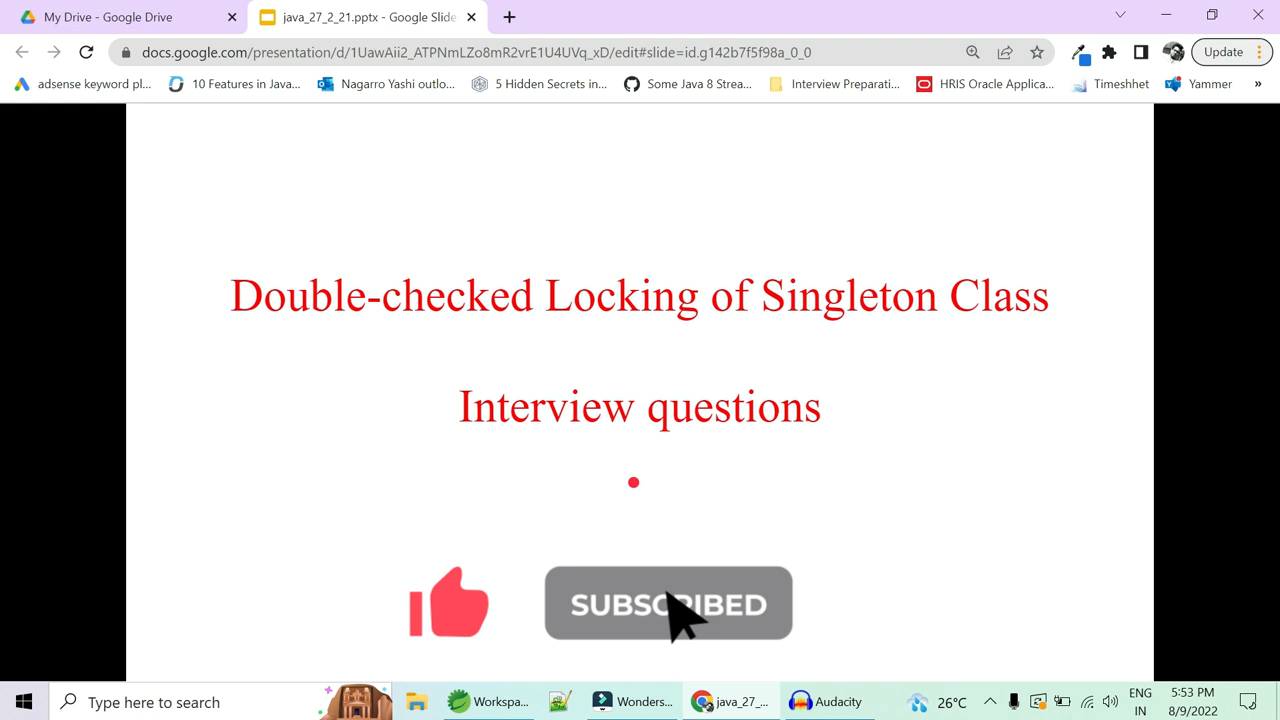 My Drive - Google Drive
java_27_2_21.pptx - Google Slide
docs.google.com/presentation/d/1UawAii2_ATPNmLZo8mR2vrE1U4UVq_xD/edit#slide=id.g142b7f5f98a_0_0
Update
adsense keyword pl...
10 Features in Java...
Nagarro Yashi outlo...
5 Hidden Secrets in...
Some Java 8 Strea...
Interview Preparati...
HRIS Oracle Applica...
Timeshhet
Yammer
»
Double-checked Locking of Singleton Class
Interview questions
SUBSCRIBED
Type here to search
Workspa...
Wonders...
java_27_...
Audacity
26°C
ENG
IN
5:53 PM
8/9/2022